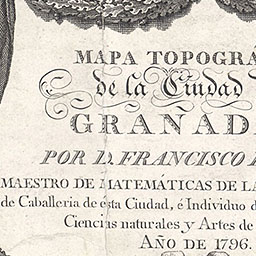 MAPA TOPOGRÁ
de la Ciudad
GRAÑAD
POR D. FRANCISCO
MAESTRO DE MATEMÁTICAS DE LA
de Caballeria de esta Ciudad, é Individuo d
Ciencias naturales y Artes de
AÑO DE 1796.